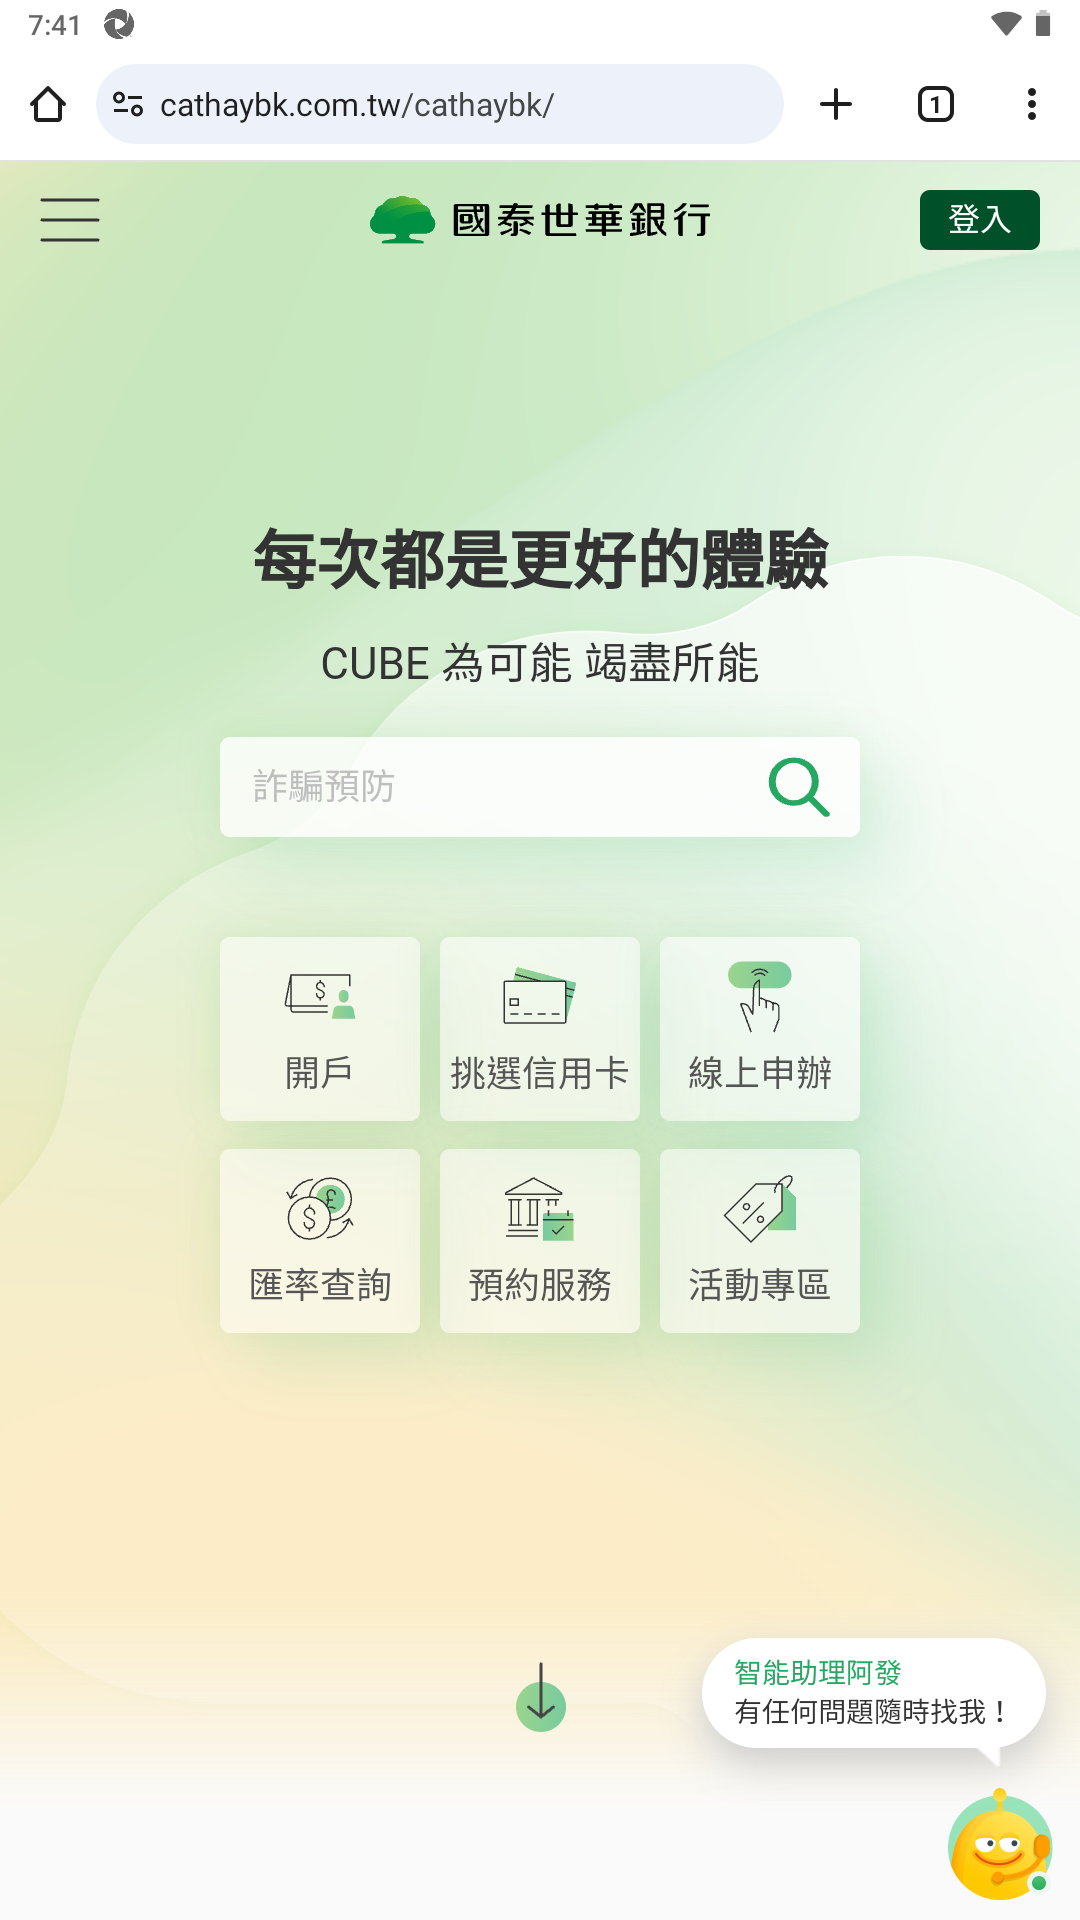 7:41
cathaybk.com.tw/cathaybk/
1
國泰世華銀行
登入
每次都是更好的體驗
CUBE 為可能 竭盡所能
詐騙預防
開戶
挑選信用卡
線上申辦
匯率查詢
預約服務
活動專區
智能助理阿發
有任何問題隨時找我！